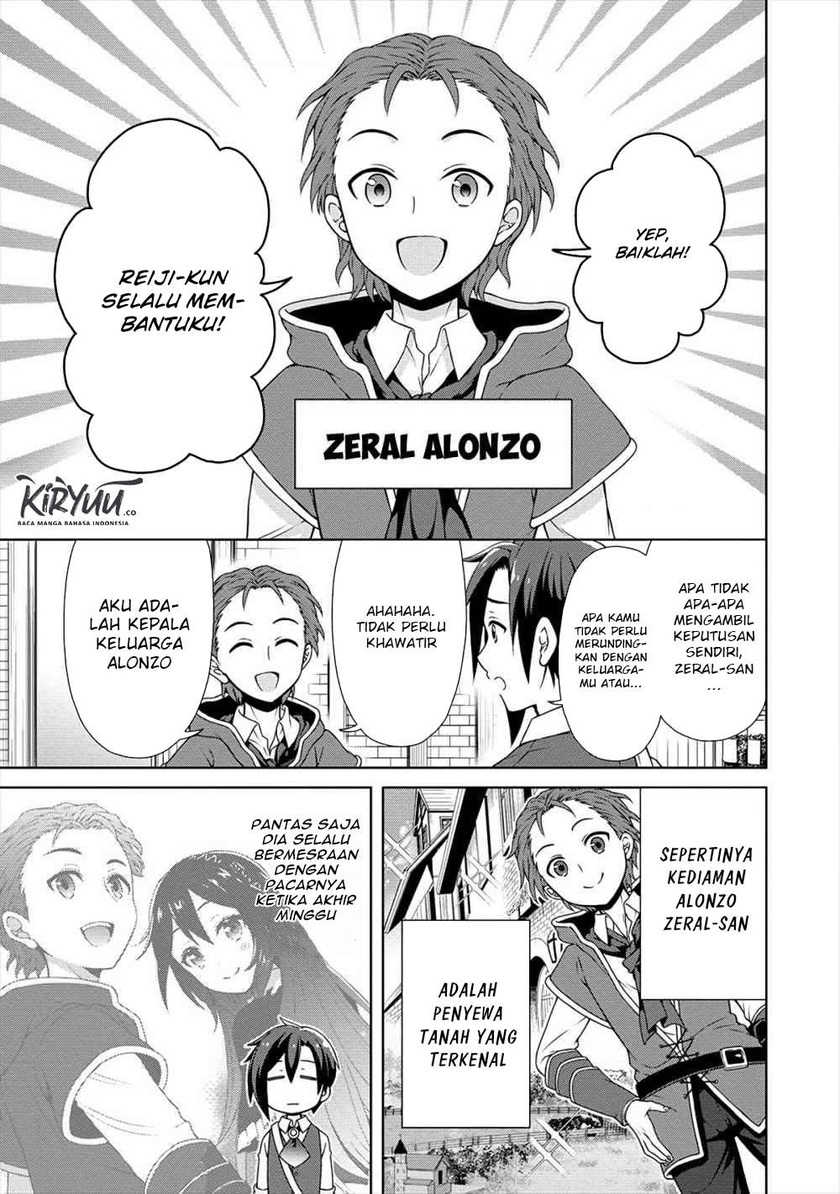 YEP,
BAIKLAH!
REIJI-KUN
SELALU MEM-
BANTUKU!
ZERAL ALONZO
KIRYUU.CO
BACA MANGA BAHASA INDONESIA
APA TIDAK
APA-APA
MENGAMBIL
KEPUTUSAN
SENDIRI,
ZERAL-SAN
...
APA KAMU
TIDAK PERLU
MERUNDING-
KAN DENGAN
KELUARGA-
MU ATAU...
AHAHAHA.
TIDAK PERLU
KHAWATIR
AKU ADA-
LAH KEPALA
KELUARGA
ALONZO
SEPERTINYA
KEDIAMAN
ALONZO
ZERAL-SAN
ADALAH
PENYEWA
TANAH YANG
TERKENAL
PANTAS SAJA
DIA SELALU
BERMESRAAN
DENGAN
PACARNYA
KETIKA AKHIR
MINGGU